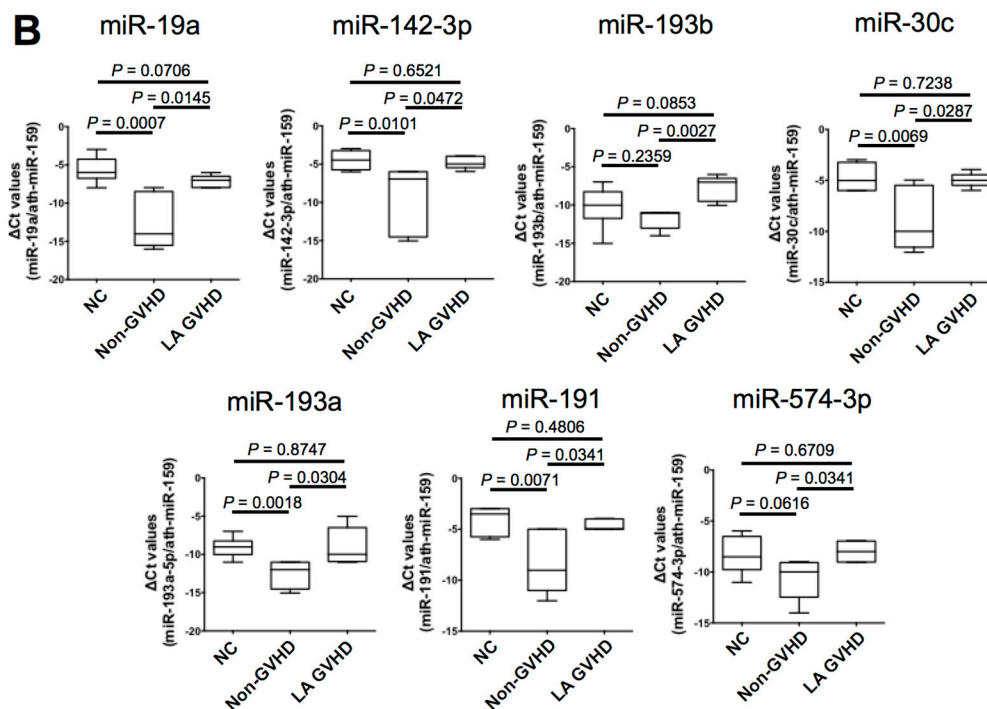 B
miR-19a
P = 0.0706
P = 0.0145
P = 0.0007
ΔCt values
(miR-19a/ath-miR-159)
0
-5
-10
-15
-20
NC
Non-GVHD
LA GVHD
miR-142-3p
P = 0.6521
P = 0.0472
P = 0.0101
ΔCt values
(miR-142-3p/ath-miR-159)
0
-5
-10
-15
-20
NC
Non-GVHD
LA GVHD
miR-193b
P = 0.0853
P = 0.0027
P = 0.2359
ΔCt values
(miR-193b/ath-miR-159)
0
-5
-10
-15
-20
NC
Non-GVHD
LA GVHD
miR-30c
P = 0.7238
P = 0.0287
P = 0.0069
ΔCt values
(miR-30c/ath-miR-159)
0
-5
-10
-15
NC
Non-GVHD
LA GVHD
miR-193a
P = 0.8747
P = 0.0304
P = 0.0018
ΔCt values
(miR-193a-5p/ath-miR-159)
0
-5
-10
-15
-20
NC
Non-GVHD
LA GVHD
miR-191
P = 0.4806
P = 0.0341
P = 0.0071
ΔCt values
(miR-191/ath-miR-159)
0
-5
-10
-15
NC
Non-GVHD
LA GVHD
miR-574-3p
P = 0.6709
P = 0.0341
P = 0.0616
ΔCt values
(miR-574-3p/ath-miR-159)
0
-5
-10
-15
NC
Non-GVHD
LA GVHD